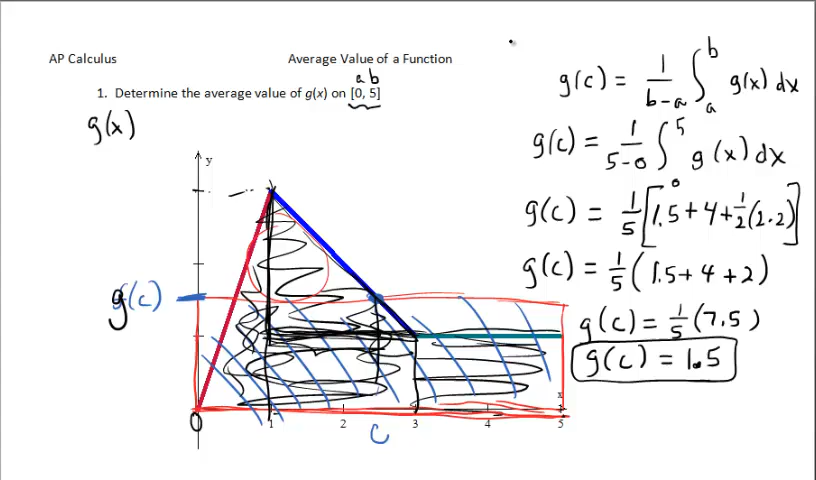 AP Calculus Average Value of a Function
a b
1. Determine the average value of g(x) on [0, 5]
g(x)
g(c) = 1/(b-a) ∫_a^b g(x) dx
g(c) = 1/(5-0) ∫_0^5 g(x) dx
g(c) = 1/5 [1.5 + 4 + 1/2(2·2)]
g(c) = 1/5 (1.5 + 4 + 2)
g(c) = 1/5 (7.5)
g(c) = 1.5
y
g(c)
x
0 1 2 3 4 5
c